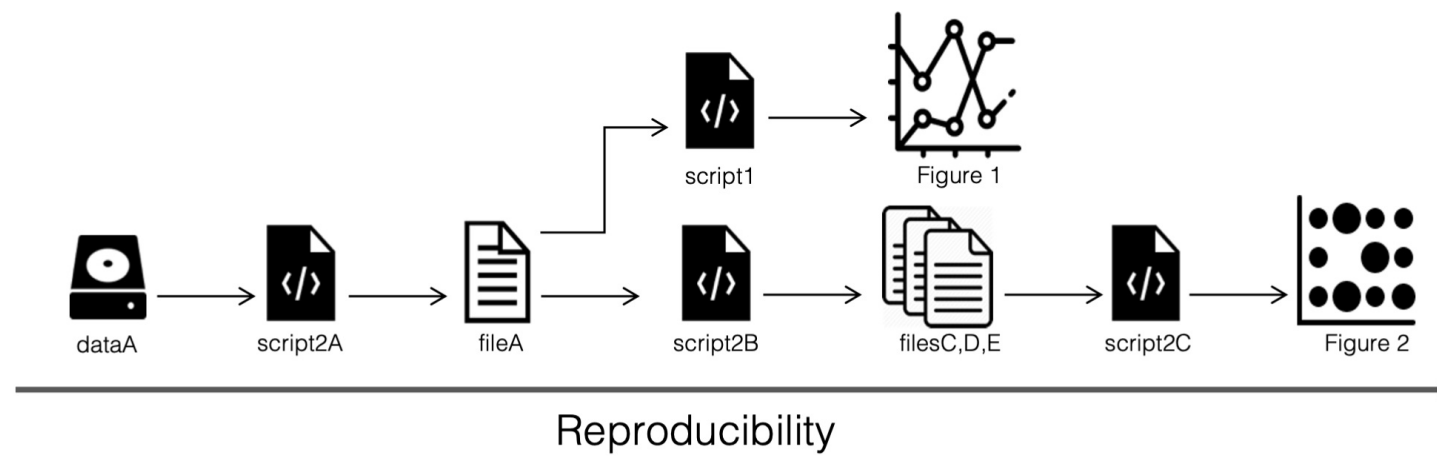 </>
script1
Figure 1
</>
</>
</>
dataA
script2A
fileA
script2B
filesC,D,E
script2C
Figure 2
Reproducibility